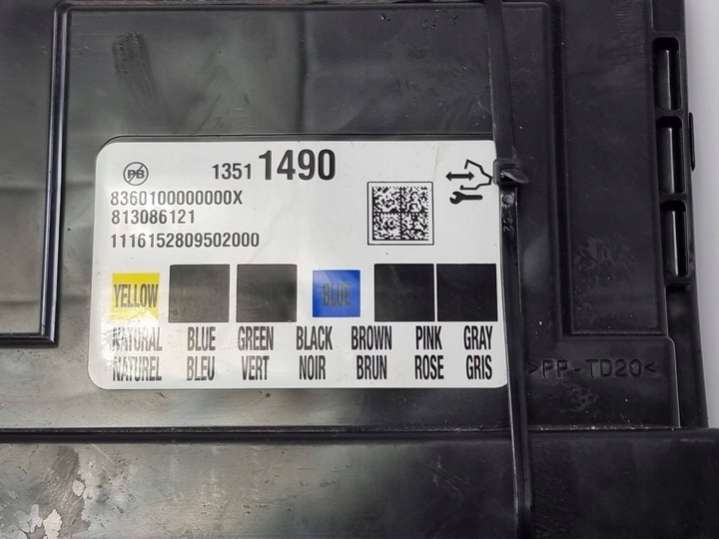 PB 1351 1490
8360100000000X
813086121
1116152809502000
YELLOW BLUE
NATURAL BLUE GREEN BLACK BROWN PINK GRAY
NATUREL BLEU VERT NOIR BRUN ROSE GRIS
>PP-TD20<